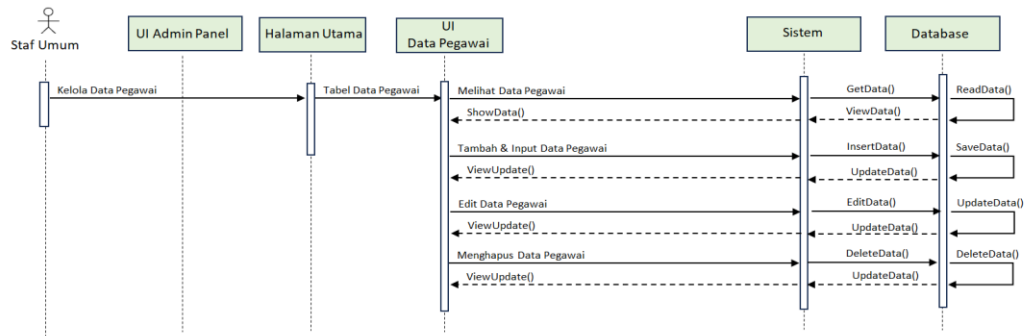 Staf Umum
UI Admin Panel
Halaman Utama
UI
Data Pegawai
Sistem
Database
Kelola Data Pegawai
Tabel Data Pegawai
Melihat Data Pegawai
GetData()
ReadData()
ShowData()
ViewData()
Tambah & Input Data Pegawai
InsertData()
SaveData()
ViewUpdate()
UpdateData()
Edit Data Pegawai
EditData()
UpdateData()
ViewUpdate()
UpdateData()
Menghapus Data Pegawai
DeleteData()
DeleteData()
ViewUpdate()
UpdateData()